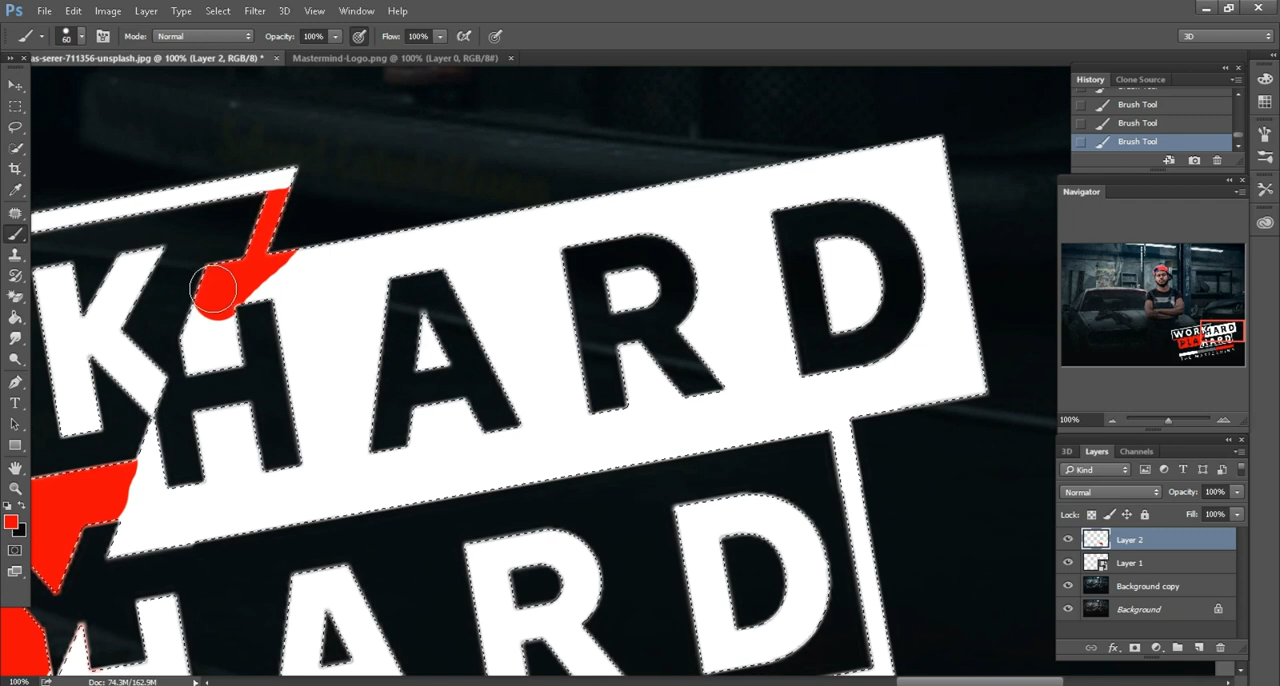 Ps File Edit Image Layer Type Select Filter 3D View Window Help
60 Mode: Normal Opacity: 100% Flow: 100% 3D
as-serer-711356-unsplash.jpg @ 100% (Layer 2, RGB/8) * × Mastermind-Logo.png @ 100% (Layer 0, RGB/8#) ×
History Clone Source
Brush Tool
Brush Tool
Brush Tool
Navigator
WORK HARD
HARD
100%
3D Layers Channels
Kind
Normal Opacity: 100%
Lock: Fill: 100%
Layer 2
Layer 1
Background copy
Background
K HARD
HARD
T
100% Doc: 74.3M/162.9M